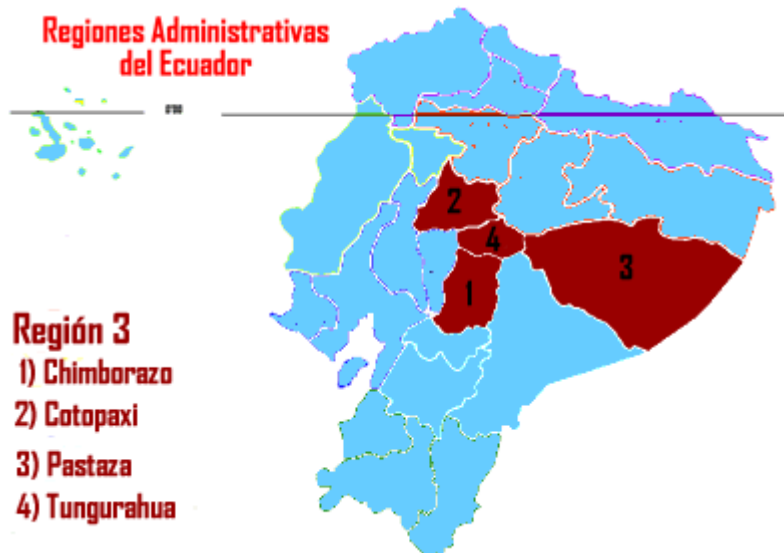 Regiones Administrativas
del Ecuador
2
4
3
1
Región 3
1) Chimborazo
2) Cotopaxi
3) Pastaza
4) Tungurahua